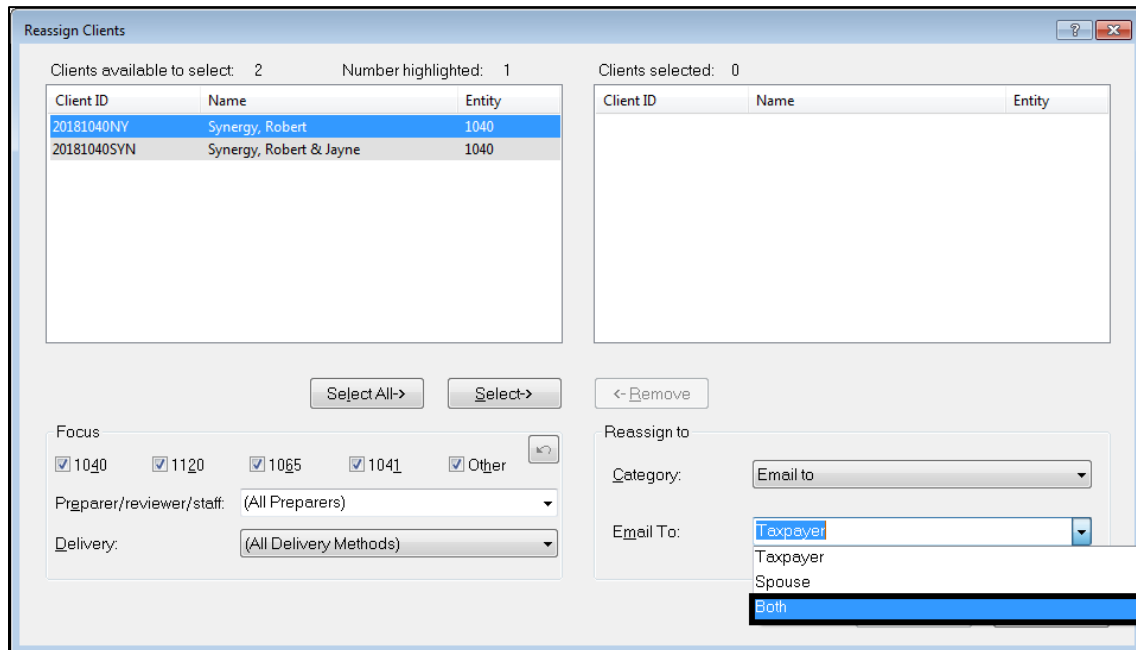 Reassign Clients
Clients available to select: 2 Number highlighted: 1 Clients selected: 0
Client ID Name Entity Client ID Name Entity
20181040NY Synergy, Robert 1040
20181040SYN Synergy, Robert & Jayne 1040
Select All-> Select-> <- Remove
Focus Reassign to
1040 1120 1065 1041 Other
Category: Email to
Preparer/reviewer/staff: (All Preparers)
Email To: Taxpayer
Delivery: (All Delivery Methods)
Taxpayer
Spouse
Both